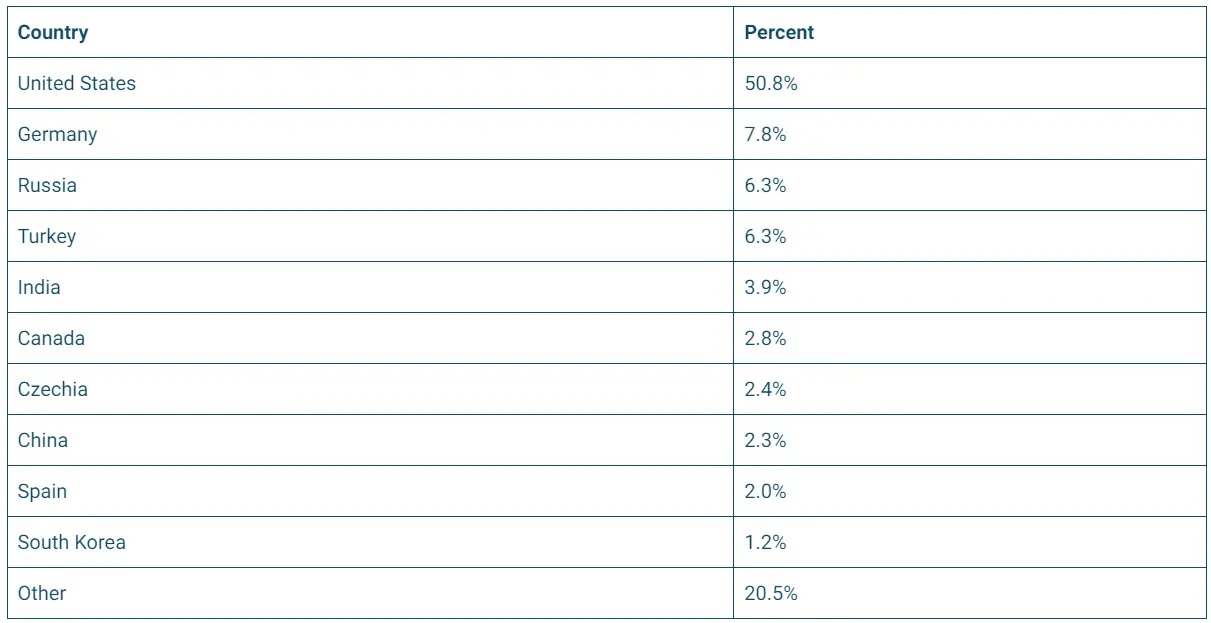 Country Percent
United States 50.8%
Germany 7.8%
Russia 6.3%
Turkey 6.3%
India 3.9%
Canada 2.8%
Czechia 2.4%
China 2.3%
Spain 2.0%
South Korea 1.2%
Other 20.5%